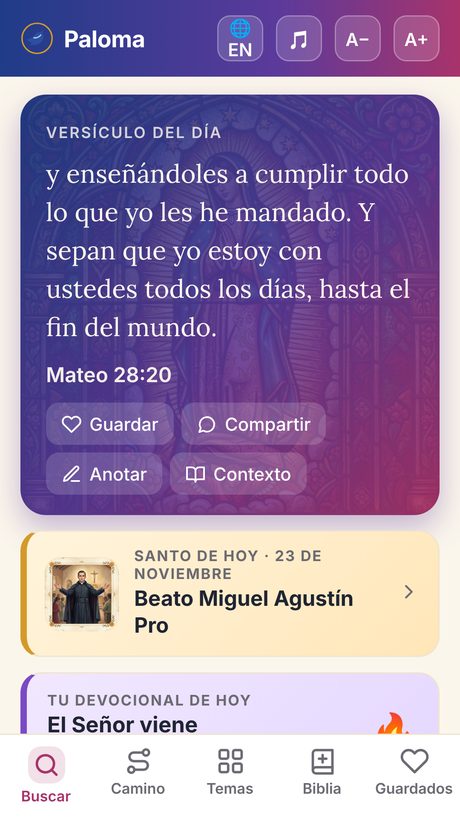 Paloma
EN
A−
A+
VERSÍCULO DEL DÍA
y enseñándoles a cumplir todo
lo que yo les he mandado. Y
sepan que yo estoy con
ustedes todos los días, hasta el
fin del mundo.
Mateo 28:20
Guardar
Compartir
Anotar
Contexto
SANTO DE HOY · 23 DE
NOVIEMBRE
Beato Miguel Agustín
Pro
TU DEVOCIONAL DE HOY
El Señor viene
Buscar
Camino
Temas
Biblia
Guardados